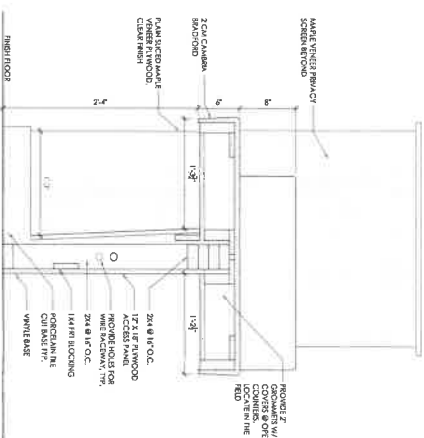 MAPLE VENEER PRIVACY
SCREEN BEYOND
2 CM CAMBRIA
BRADFORD
PLAIN SLICED MAPLE
VENEER PLYWOOD,
CLEAR FINISH
FINISH FLOOR
8"
6"
2'-4"
PROVIDE 2"
GROMMETS W/
COVERS @ OPE
COUNTERS.
LOCATE IN THE
FIELD
2X4 @ 16" O.C.
12" X 18" PLYWOOD
ACCESS PANEL
PROVIDE HOLES FOR
WIRE RACEWAY, TYP.
2X4 @ 16" O.C.
1X4 FRT BLOCKING
PORCELAIN TILE
CUT BASE TYP.
VINYLE BASE